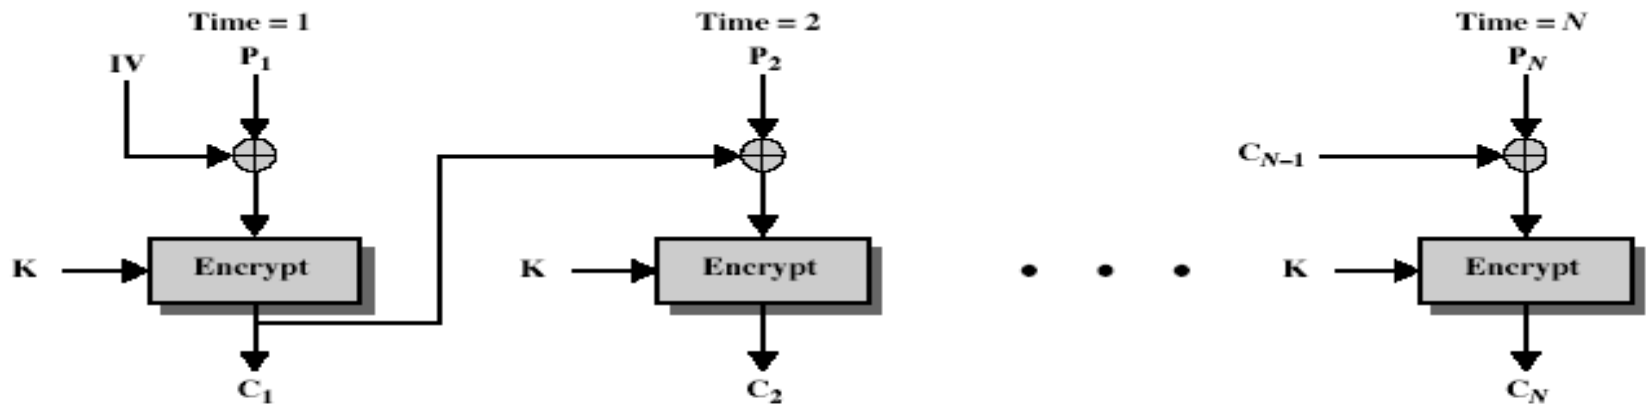 Time = 1 Time = 2 Time = N
IV P1 P2 PN
CN–1
K Encrypt K Encrypt K Encrypt
C1 C2 CN